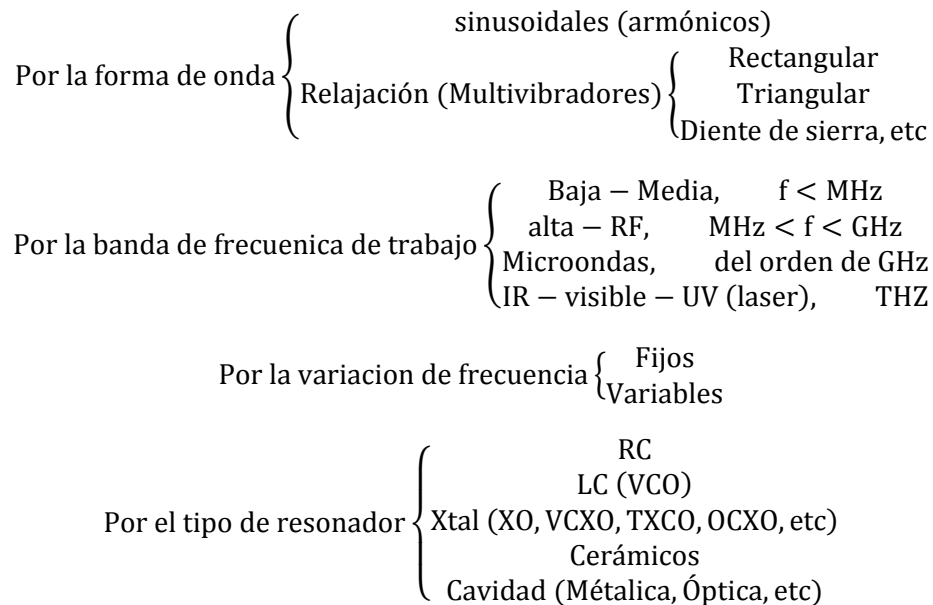 sinusoidales (armónicos)
Por la forma de onda
Relajación (Multivibradores)
Rectangular
Triangular
Diente de sierra, etc
Por la banda de frecuenica de trabajo
Baja − Media, f < MHz
alta − RF, MHz < f < GHz
Microondas, del orden de GHz
IR − visible − UV (laser), THZ
Por la variacion de frecuencia
Fijos
Variables
Por el tipo de resonador
RC
LC (VCO)
Xtal (XO, VCXO, TXCO, OCXO, etc)
Cerámicos
Cavidad (Métalica, Óptica, etc)